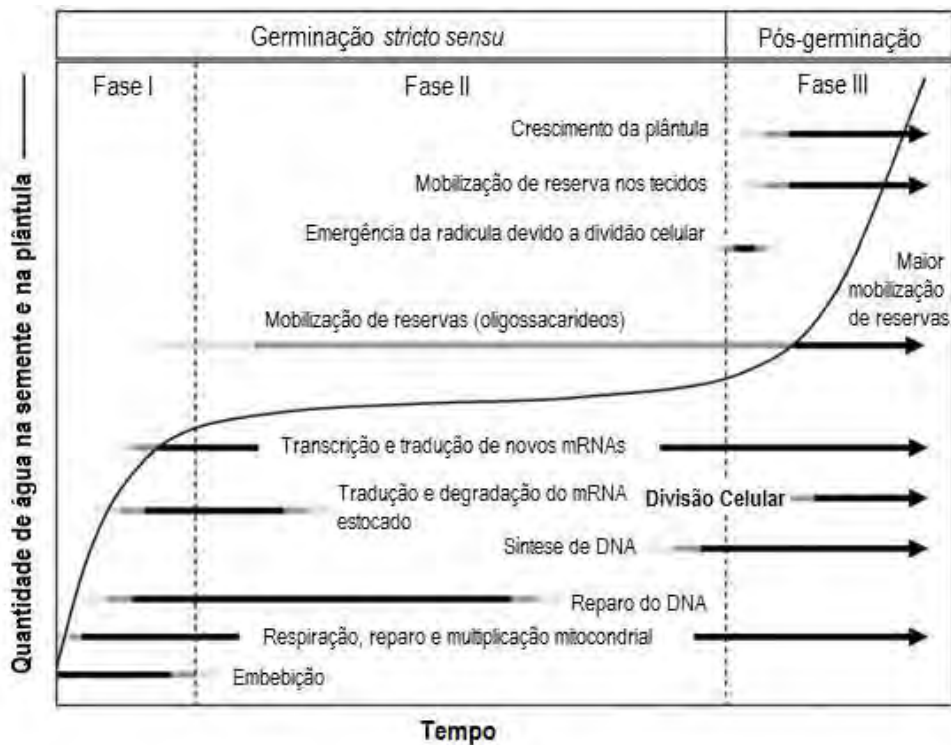 Germinação stricto sensu
Pós-germinação
Fase I
Fase II
Fase III
Crescimento da plântula
Mobilização de reserva nos tecidos
Emergência da radicula devido a dividão celular
Maior
mobilização
de reservas
Mobilização de reservas (oligossacarídeos)
Transcrição e tradução de novos mRNAs
Tradução e degradação do mRNA
estocado
Divisão Celular
Síntese de DNA
Reparo do DNA
Respiração, reparo e multiplicação mitocondrial
Embebição
Quantidade de água na semente e na plântula
Tempo